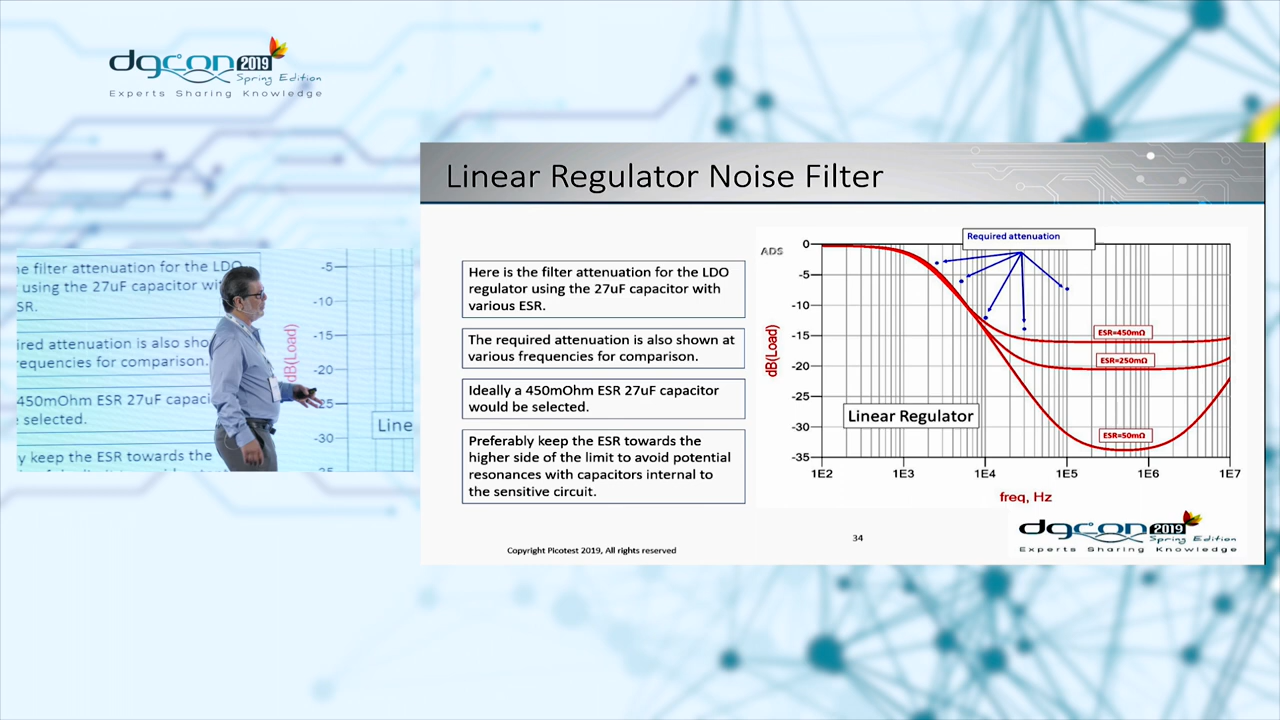 dgcon 2019
Spring Edition
Experts Sharing Knowledge
Linear Regulator Noise Filter
Here is the filter attenuation for the LDO
regulator using the 27uF capacitor with
various ESR.
The required attenuation is also shown at
various frequencies for comparison.
Ideally a 450mOhm ESR 27uF capacitor
would be selected.
Preferably keep the ESR towards the
higher side of the limit to avoid potential
resonances with capacitors internal to
the sensitive circuit.
ADS
Required attenuation
0
-5
-10
-15
-20
-25
-30
-35
dB(Load)
ESR=450mΩ
ESR=250mΩ
ESR=50mΩ
Linear Regulator
1E2 1E3 1E4 1E5 1E6 1E7
freq, Hz
Copyright Picotest 2019, All rights reserved
34
dgcon 2019
Spring Edition
Experts Sharing Knowledge
he filter attenuation for the LDO
using the 27uF capacitor wi
SR.
ired attenuation is also sho
equencies for comparison.
450mOhm ESR 27uF capaci
selected.
y keep the ESR towards the
-5
-10
-15
-20
-25
-30
dB(Load)
Line